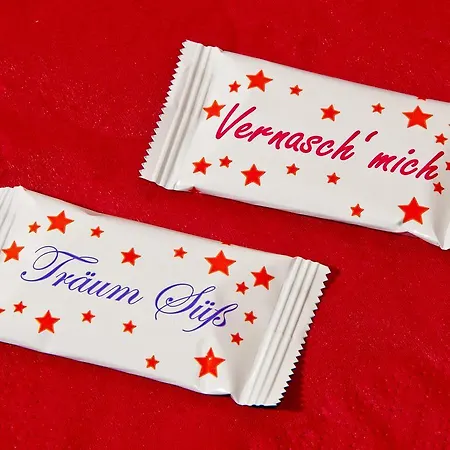 Vernasch' mich
Träum Süß